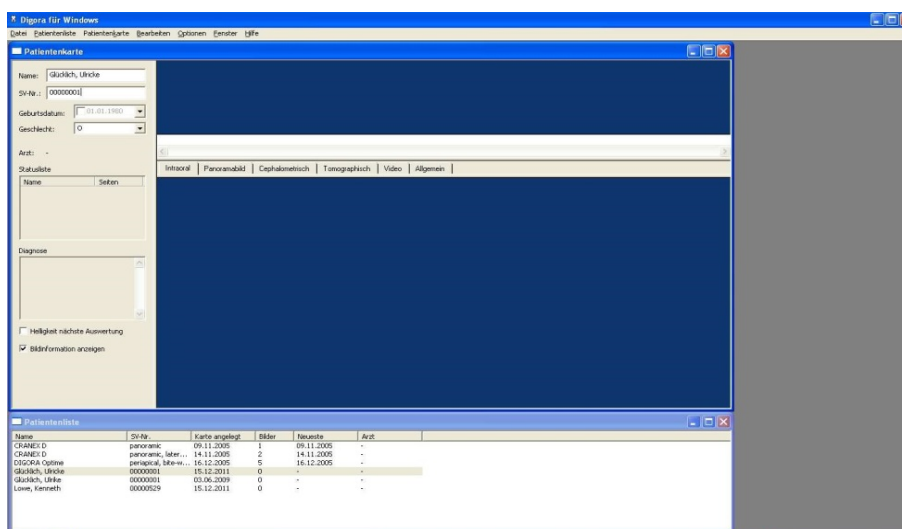 Digora für Windows
Datei Patientenliste Patientenkarte Bearbeiten Optionen Fenster Hilfe
Patientenkarte
Name: Glücklich, Ulricke
SV-Nr.: 00000001
Geburtsdatum: 01.01.1980
Geschlecht: O
Arzt: -
Statusliste
Name Seiten
Intraoral Panoramabild Cephalometrisch Tomographisch Video Allgemein
Diagnose
Helligkeit nächste Auswertung
Bildinformation anzeigen
Patientenliste
Name SV-Nr. Karte angelegt Bilder Neueste Arzt
CRANEX D panoramic 09.11.2005 1 09.11.2005 -
CRANEX D panoramic, later... 14.11.2005 2 14.11.2005 -
DIGORA Optime periapical, bite-w... 16.12.2005 5 16.12.2005 -
Glücklich, Ulricke 00000001 15.12.2011 0 - -
Glücklich, Ulrike 00000001 03.06.2009 0 - -
Lowe, Kenneth 00000529 15.12.2011 0 - -